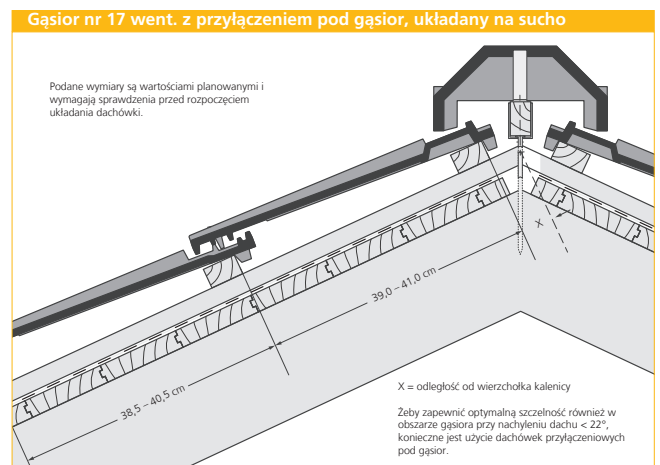 Gąsior nr 17 went. z przyłączeniem pod gąsior, układany na sucho
Podane wymiary są wartościami planowanymi i
wymagają sprawdzenia przed rozpoczęciem
układania dachówki.
X
39,0 – 41,0 cm
38,5 – 40,5 cm
X = odległość od wierzchołka kalenicy
Żeby zapewnić optymalną szczelność również w
obszarze gąsiora przy nachyleniu dachu < 22°,
konieczne jest użycie dachówek przyłączeniowych
pod gąsior.